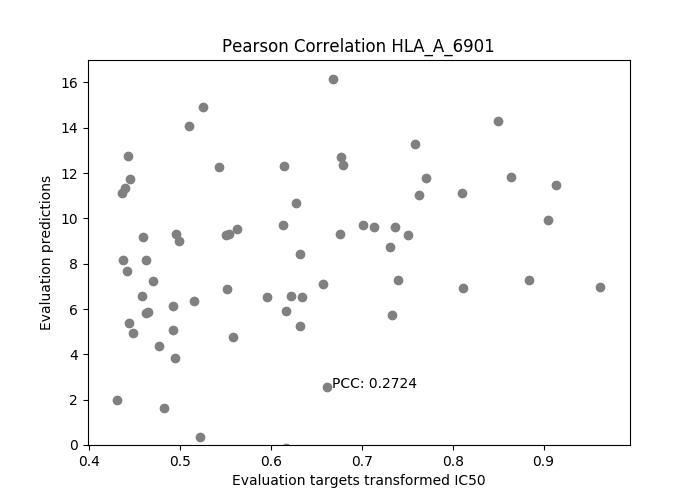 Pearson Correlation HLA_A_6901
16
14
12
10
8
6
4
2
0
Evaluation predictions
PCC: 0.2724
0.4 0.5 0.6 0.7 0.8 0.9
Evaluation targets transformed IC50